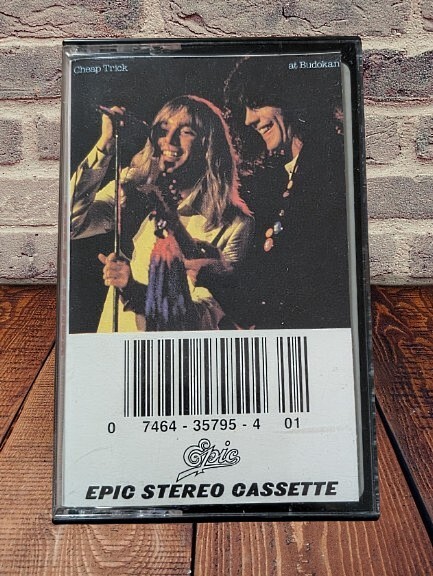 Cheap Trick at Budokan
0 7464-35795-4 01
Epic
EPIC STEREO CASSETTE